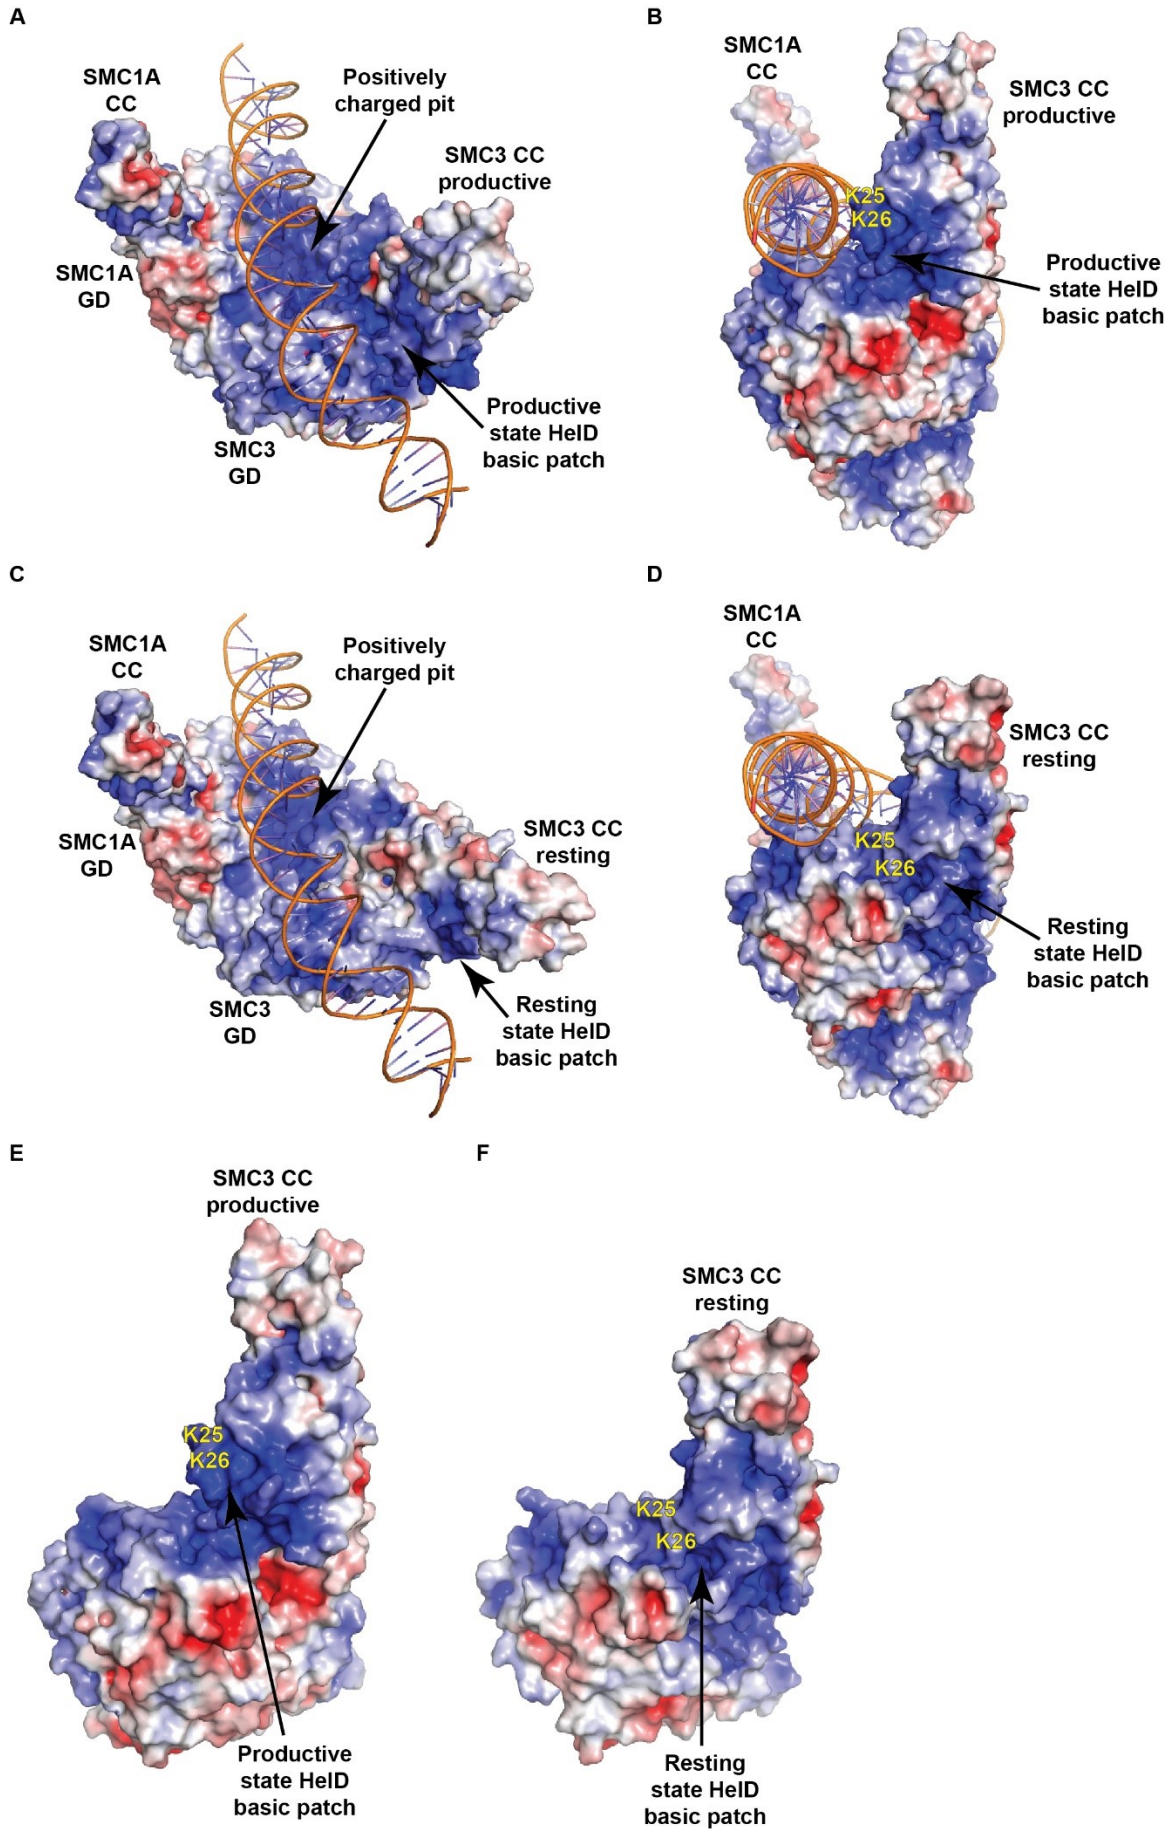 A
SMC1A
CC
Positively
charged pit
SMC3 CC
productive
SMC1A
GD
SMC3
GD
Productive
state HelD
basic patch
B
SMC1A
CC
SMC3 CC
productive
K25
K26
Productive
state HelD
basic patch
C
SMC1A
CC
Positively
charged pit
SMC3 CC
resting
SMC1A
GD
SMC3
GD
Resting
state HelD
basic patch
D
SMC1A
CC
SMC3 CC
resting
K25
K26
Resting
state HelD
basic patch
E
SMC3 CC
productive
K25
K26
Productive
state HelD
basic patch
F
SMC3 CC
resting
K25
K26
Resting
state HelD
basic patch